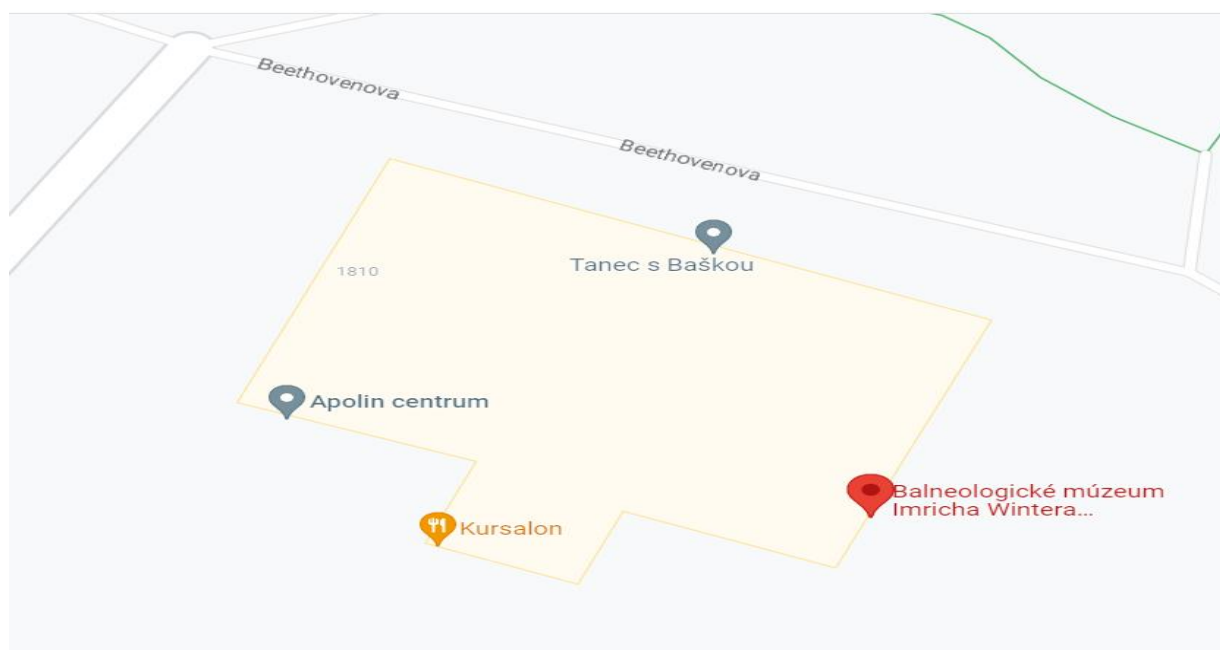 Beethovenova
Beethovenova
Tanec s Baškou
1810
Apolin centrum
Balneologické múzeum
Imricha Wintera...
Kursalon